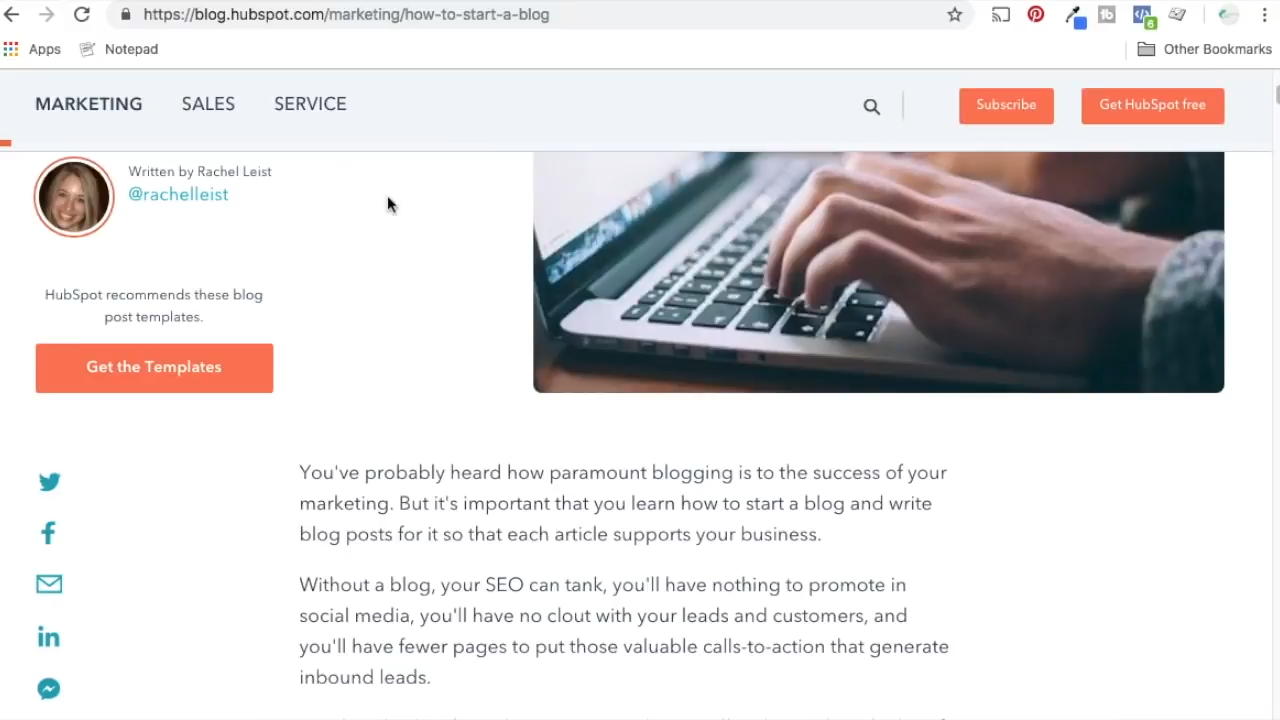 https://blog.hubspot.com/marketing/how-to-start-a-blog
tb
6
Apps
Notepad
Other Bookmarks
MARKETING
SALES
SERVICE
Subscribe
Get HubSpot free
Written by Rachel Leist
@rachelleist
HubSpot recommends these blog
post templates.
Get the Templates
You've probably heard how paramount blogging is to the success of your
marketing. But it's important that you learn how to start a blog and write
blog posts for it so that each article supports your business.
Without a blog, your SEO can tank, you'll have nothing to promote in
social media, you'll have no clout with your leads and customers, and
you'll have fewer pages to put those valuable calls-to-action that generate
inbound leads.